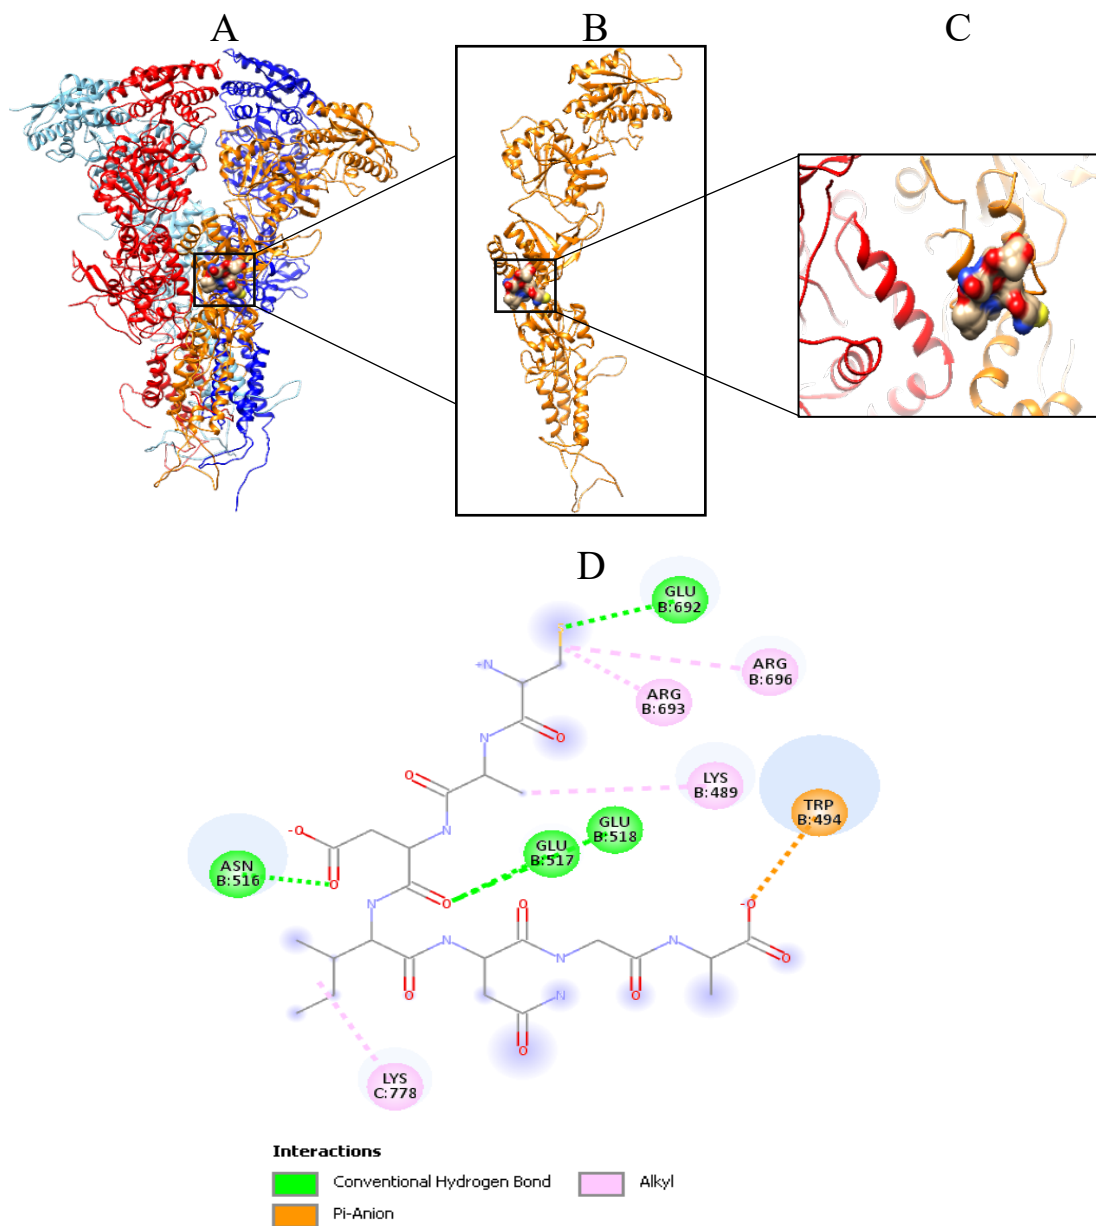 A
B
C
D
GLU
B:692
ARG
B:696
ARG
B:693
LYS
B:489
TRP
B:494
GLU
B:518
GLU
B:517
ASN
B:516
LYS
C:778
+N
O
N
O
N
-O
O
O
N
N
O
O
N
O
N
N
O
-O
O
N
O
Interactions
Conventional Hydrogen Bond
Alkyl
Pi-Anion